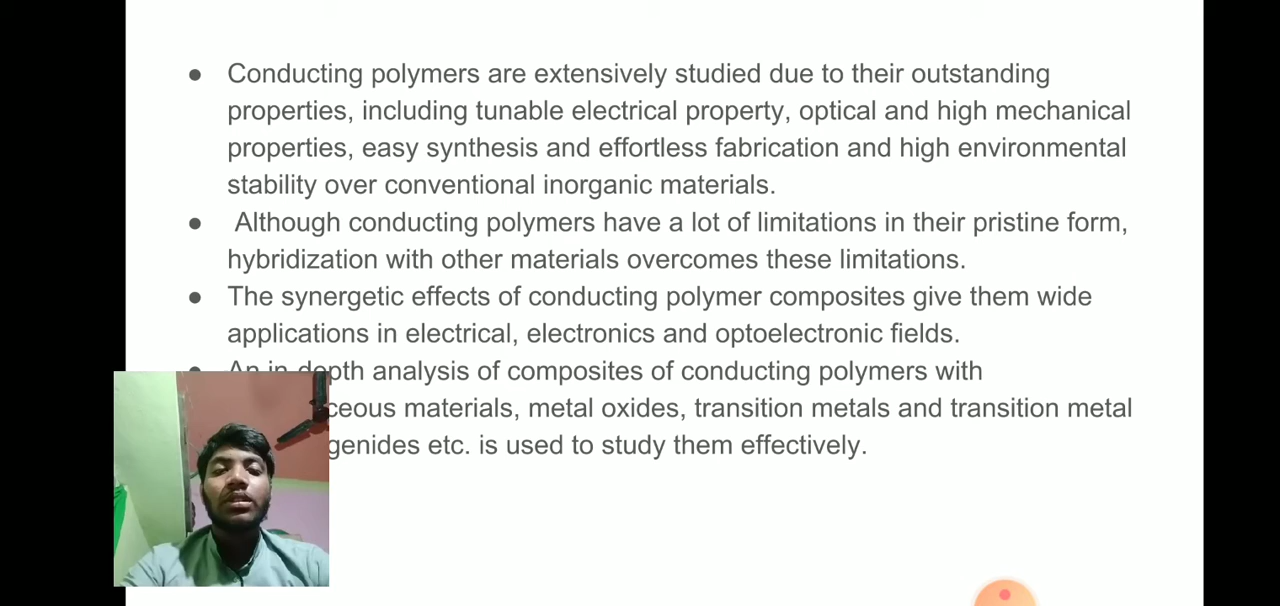 ● Conducting polymers are extensively studied due to their outstanding
properties, including tunable electrical property, optical and high mechanical
properties, easy synthesis and effortless fabrication and high environmental
stability over conventional inorganic materials.
● Although conducting polymers have a lot of limitations in their pristine form,
hybridization with other materials overcomes these limitations.
● The synergetic effects of conducting polymer composites give them wide
applications in electrical, electronics and optoelectronic fields.
● An in depth analysis of composites of conducting polymers with
ceous materials, metal oxides, transition metals and transition metal
genides etc. is used to study them effectively.